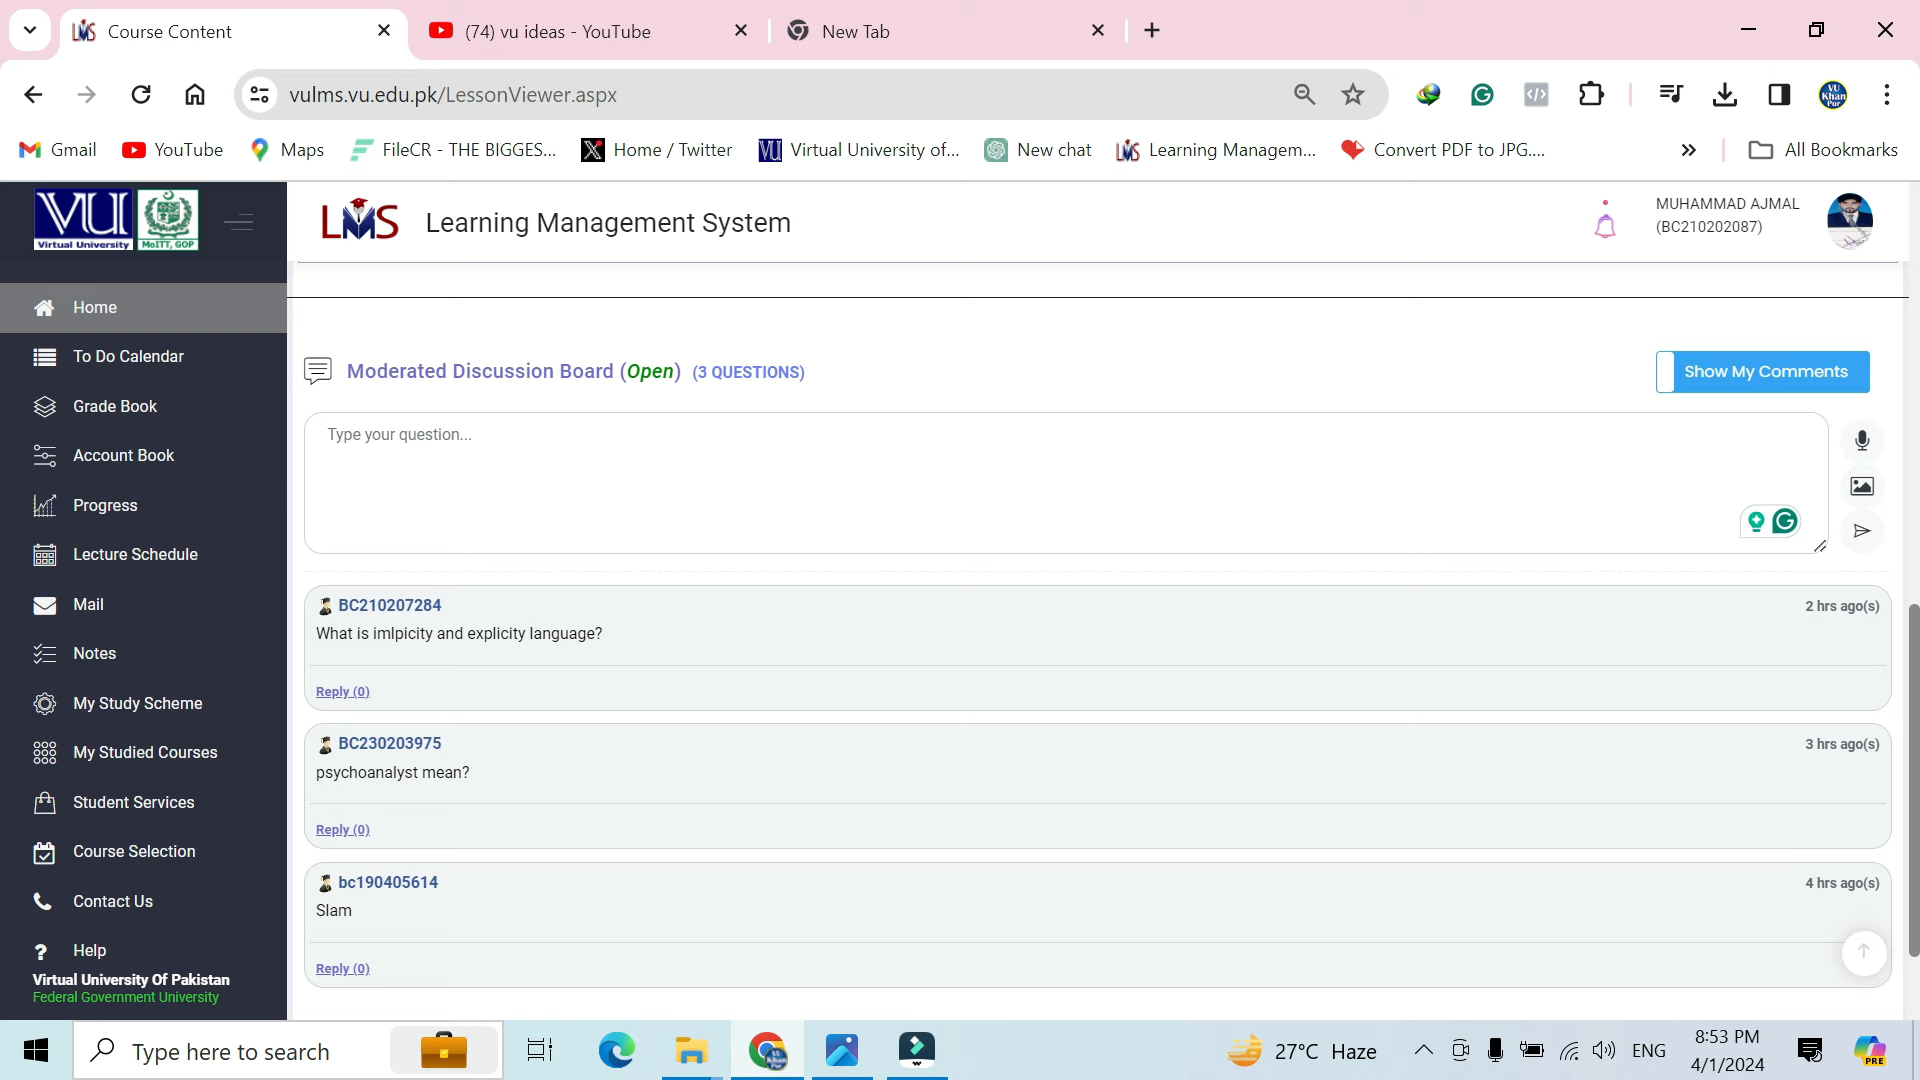 Course Content
(74) vu ideas - YouTube
New Tab
vulms.vu.edu.pk/LessonViewer.aspx
VU Khan Pur
Gmail
YouTube
Maps
FileCR - THE BIGGES...
Home / Twitter
VU
Virtual University of...
New chat
Learning Managem...
Convert PDF to JPG....
All Bookmarks
VU
Virtual University
MoITT, GOP
LMS
Learning Management System
MUHAMMAD AJMAL
(BC210202087)
Home
To Do Calendar
Grade Book
Account Book
Progress
Lecture Schedule
Mail
Notes
My Study Scheme
My Studied Courses
Student Services
Course Selection
Contact Us
Help
Virtual University Of Pakistan
Federal Government University
Moderated Discussion Board (Open) (3 QUESTIONS)
Show My Comments
Type your question...
BC210207284
2 hrs ago(s)
What is imlpicity and explicity language?
Reply (0)
BC230203975
3 hrs ago(s)
psychoanalyst mean?
Reply (0)
bc190405614
4 hrs ago(s)
Slam
Reply (0)
Type here to search
27°C Haze
ENG
8:53 PM
4/1/2024
PRE